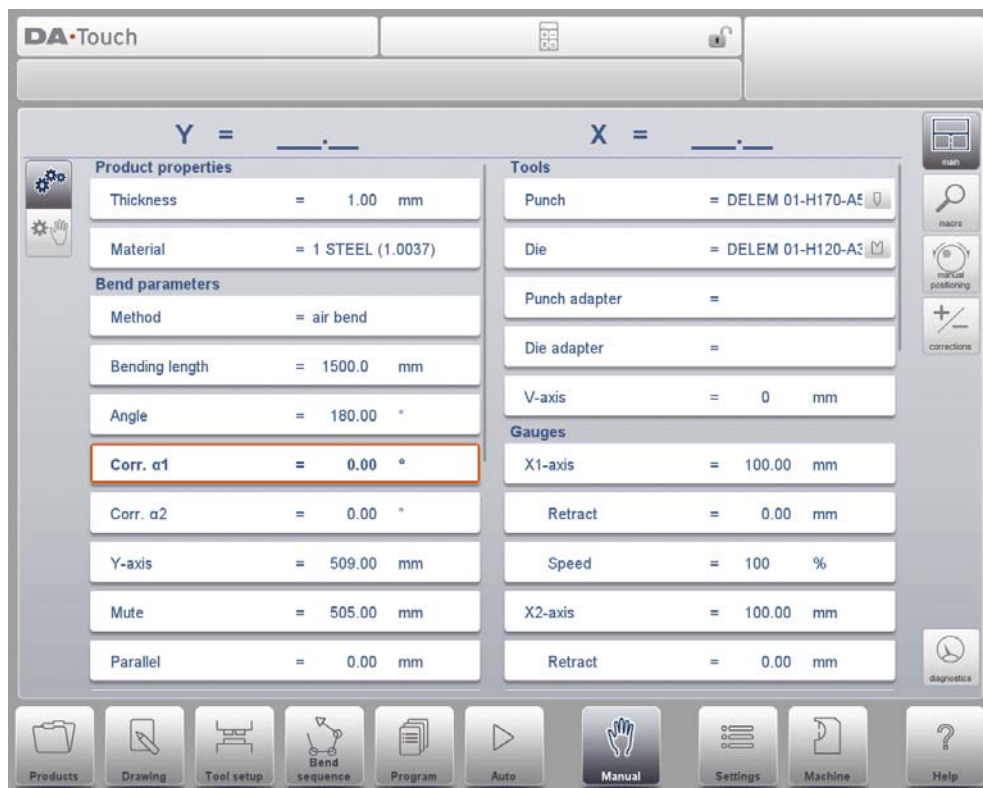 DA·Touch
Y = ___.__
X = ___.__
Product properties
Thickness = 1.00 mm
Material = 1 STEEL (1.0037)
Bend parameters
Method = air bend
Bending length = 1500.0 mm
Angle = 180.00 °
Corr. α1 = 0.00 °
Corr. α2 = 0.00 °
Y-axis = 509.00 mm
Mute = 505.00 mm
Parallel = 0.00 mm
Tools
Punch = DELEM 01-H170-A
Die = DELEM 01-H120-A
Punch adapter =
Die adapter =
V-axis = 0 mm
Gauges
X1-axis = 100.00 mm
Retract = 0.00 mm
Speed = 100 %
X2-axis = 100.00 mm
Retract = 0.00 mm
main
macro
manual
positioning
+/−
corrections
diagnostics
Products
Drawing
Tool setup
Bend
sequence
Program
Auto
Manual
Settings
Machine
?
Help